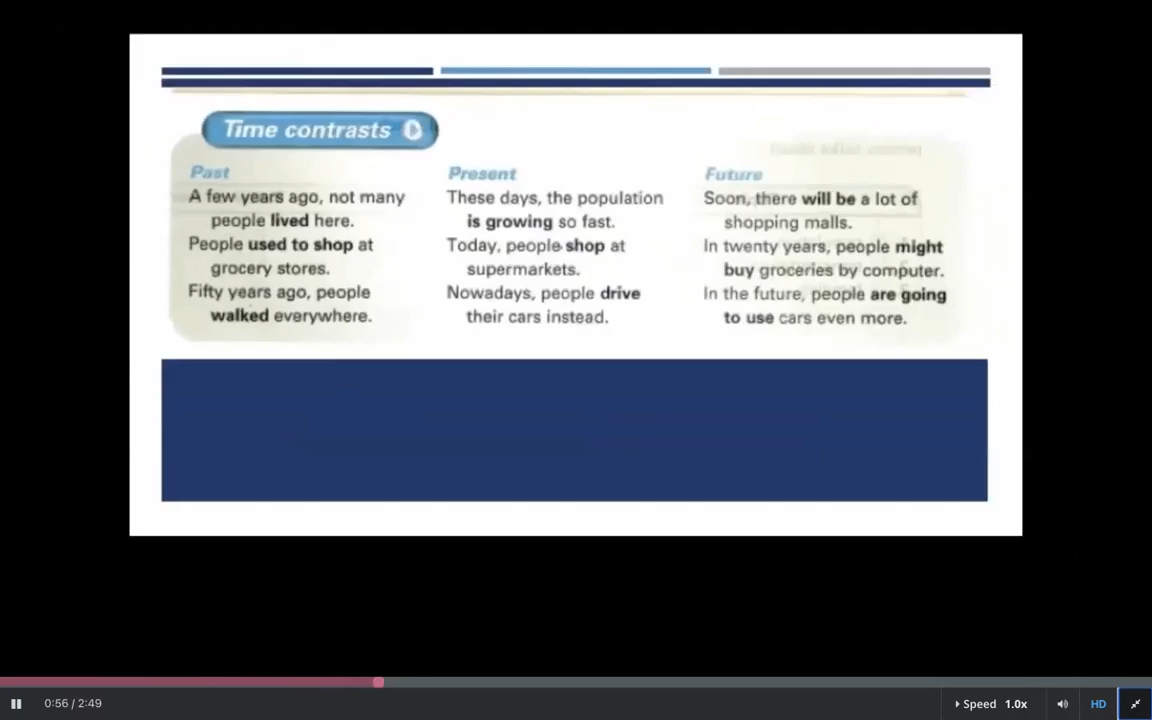 Time contrasts
Past
A few years ago, not many
people lived here.
People used to shop at
grocery stores.
Fifty years ago, people
walked everywhere.
Present
These days, the population
is growing so fast.
Today, people shop at
supermarkets.
Nowadays, people drive
their cars instead.
Future
Soon, there will be a lot of
shopping malls.
In twenty years, people might
buy groceries by computer.
In the future, people are going
to use cars even more.
0:56 / 2:49
Speed 1.0x
HD